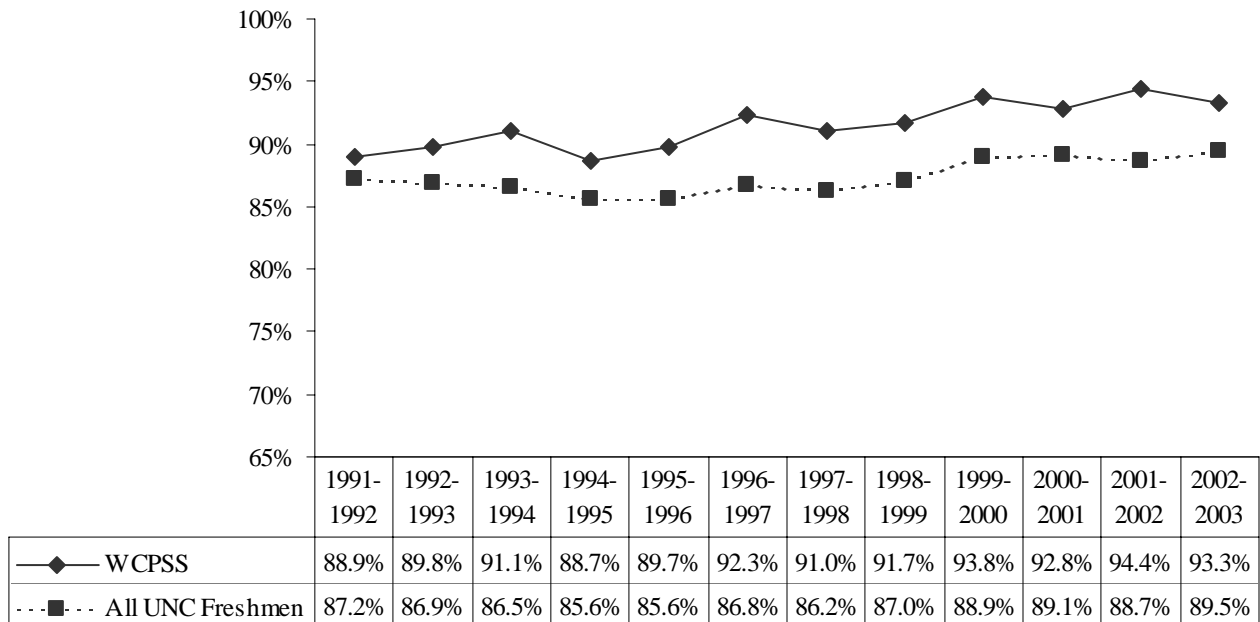 100%
95%
90%
85%
80%
75%
70%
65%
1991- 1992- 1993- 1994- 1995- 1996- 1997- 1998- 1999- 2000- 2001- 2002-
1992 1993 1994 1995 1996 1997 1998 1999 2000 2001 2002 2003
WCPSS 88.9% 89.8% 91.1% 88.7% 89.7% 92.3% 91.0% 91.7% 93.8% 92.8% 94.4% 93.3%
All UNC Freshmen 87.2% 86.9% 86.5% 85.6% 85.6% 86.8% 86.2% 87.0% 88.9% 89.1% 88.7% 89.5%